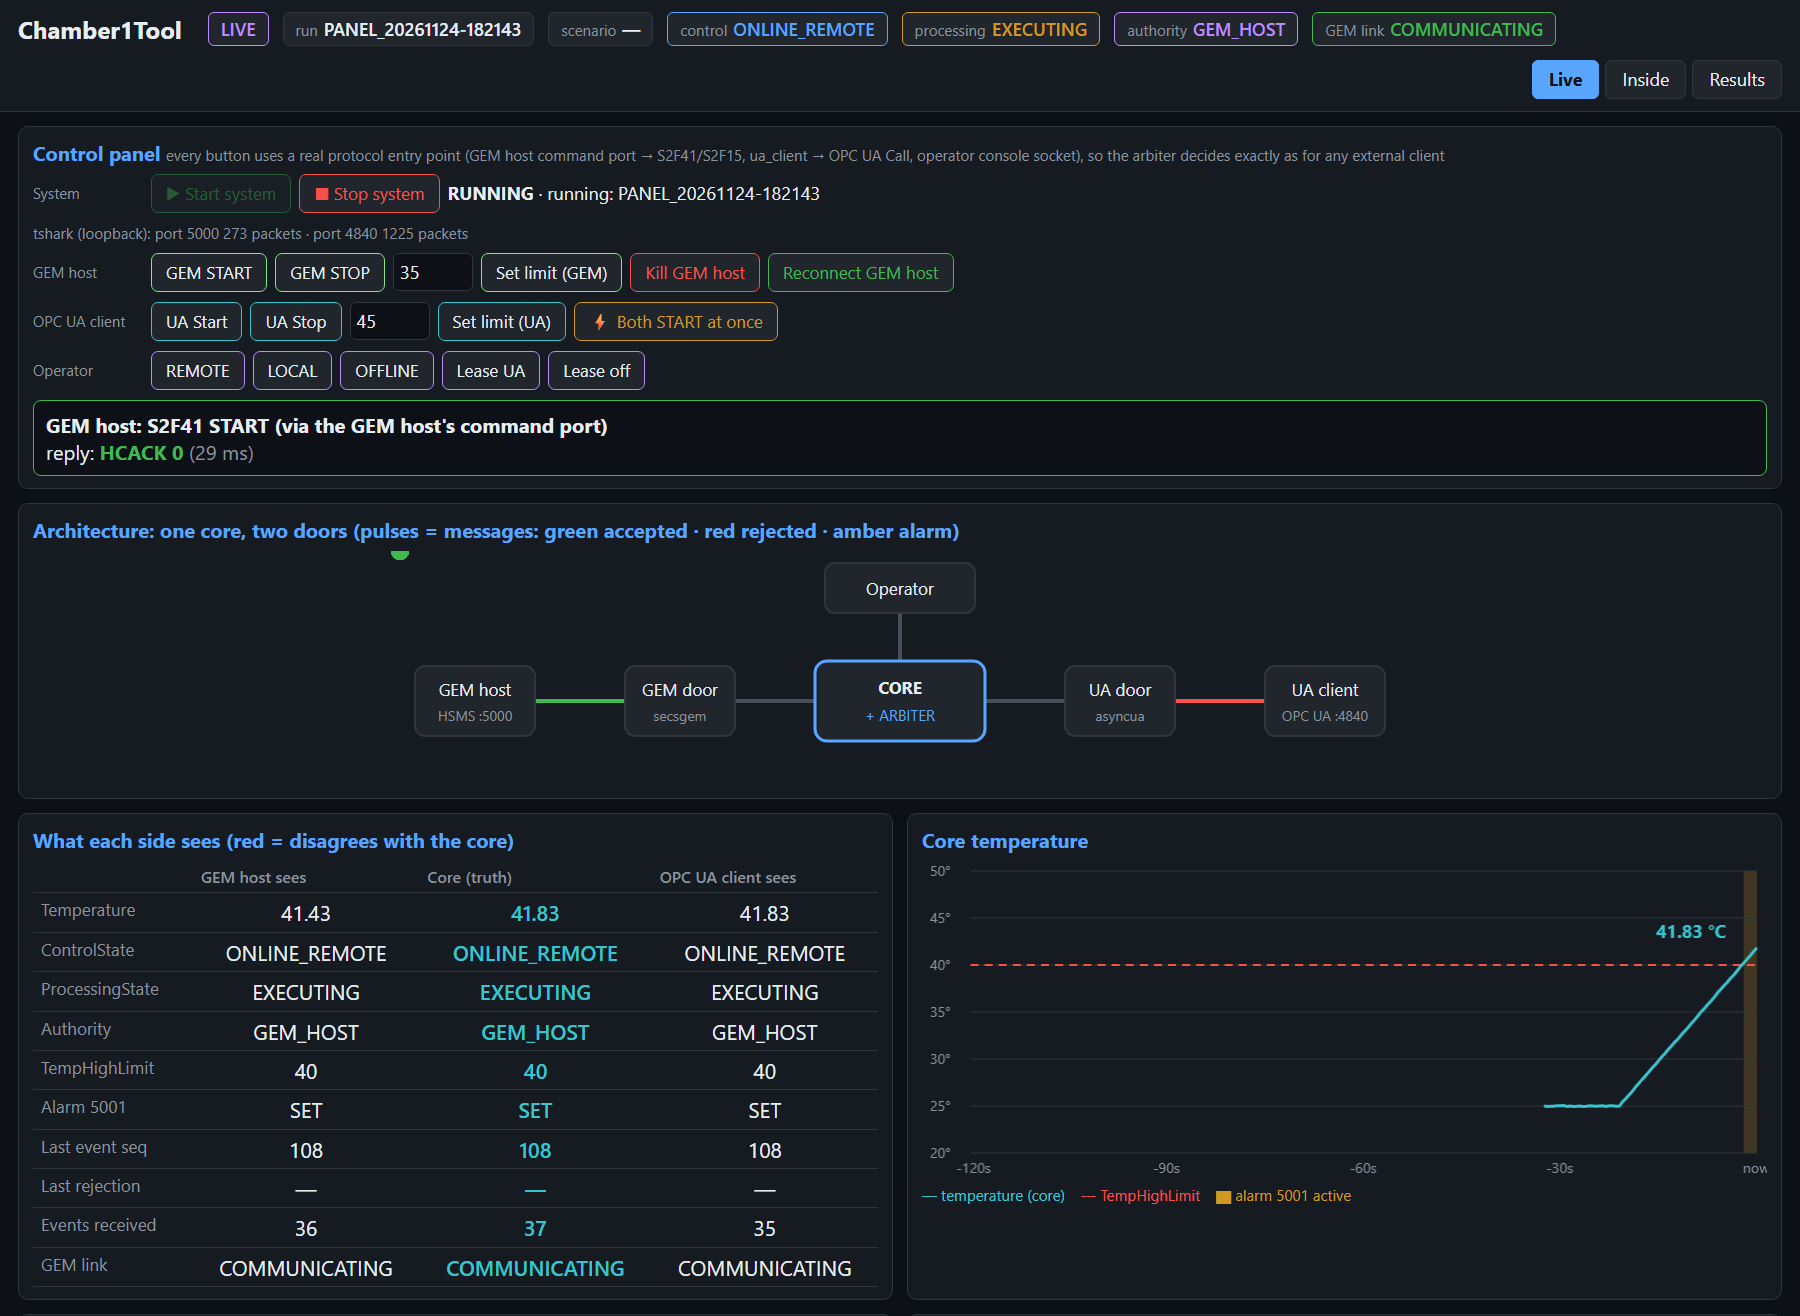 Chamber1Tool LIVE run PANEL_20261124-182143 scenario — control ONLINE_REMOTE processing EXECUTING authority GEM_HOST GEM link COMMUNICATING
Live Inside Results
Control panel every button uses a real protocol entry point (GEM host command port → S2F41/S2F15, ua_client → OPC UA Call, operator console socket), so the arbiter decides exactly as for any external client
System ▶ Start system ■ Stop system RUNNING · running: PANEL_20261124-182143
tshark (loopback): port 5000 273 packets · port 4840 1225 packets
GEM host GEM START GEM STOP 35 Set limit (GEM) Kill GEM host Reconnect GEM host
OPC UA client UA Start UA Stop 45 Set limit (UA) ⚡ Both START at once
Operator REMOTE LOCAL OFFLINE Lease UA Lease off
GEM host: S2F41 START (via the GEM host's command port)
reply: HCACK 0 (29 ms)
Architecture: one core, two doors (pulses = messages: green accepted · red rejected · amber alarm)
Operator
GEM host GEM door CORE UA door UA client
HSMS :5000 secsgem + ARBITER asyncua OPC UA :4840
What each side sees (red = disagrees with the core)
GEM host sees Core (truth) OPC UA client sees
Temperature 41.43 41.83 41.83
ControlState ONLINE_REMOTE ONLINE_REMOTE ONLINE_REMOTE
ProcessingState EXECUTING EXECUTING EXECUTING
Authority GEM_HOST GEM_HOST GEM_HOST
TempHighLimit 40 40 40
Alarm 5001 SET SET SET
Last event seq 108 108 108
Last rejection — — —
Events received 36 37 35
GEM link COMMUNICATING COMMUNICATING COMMUNICATING
Core temperature
50°
45°
41.83 °C
40°
35°
30°
25°
20°
-120s -90s -60s -30s now
— temperature (core) --- TempHighLimit ■ alarm 5001 active